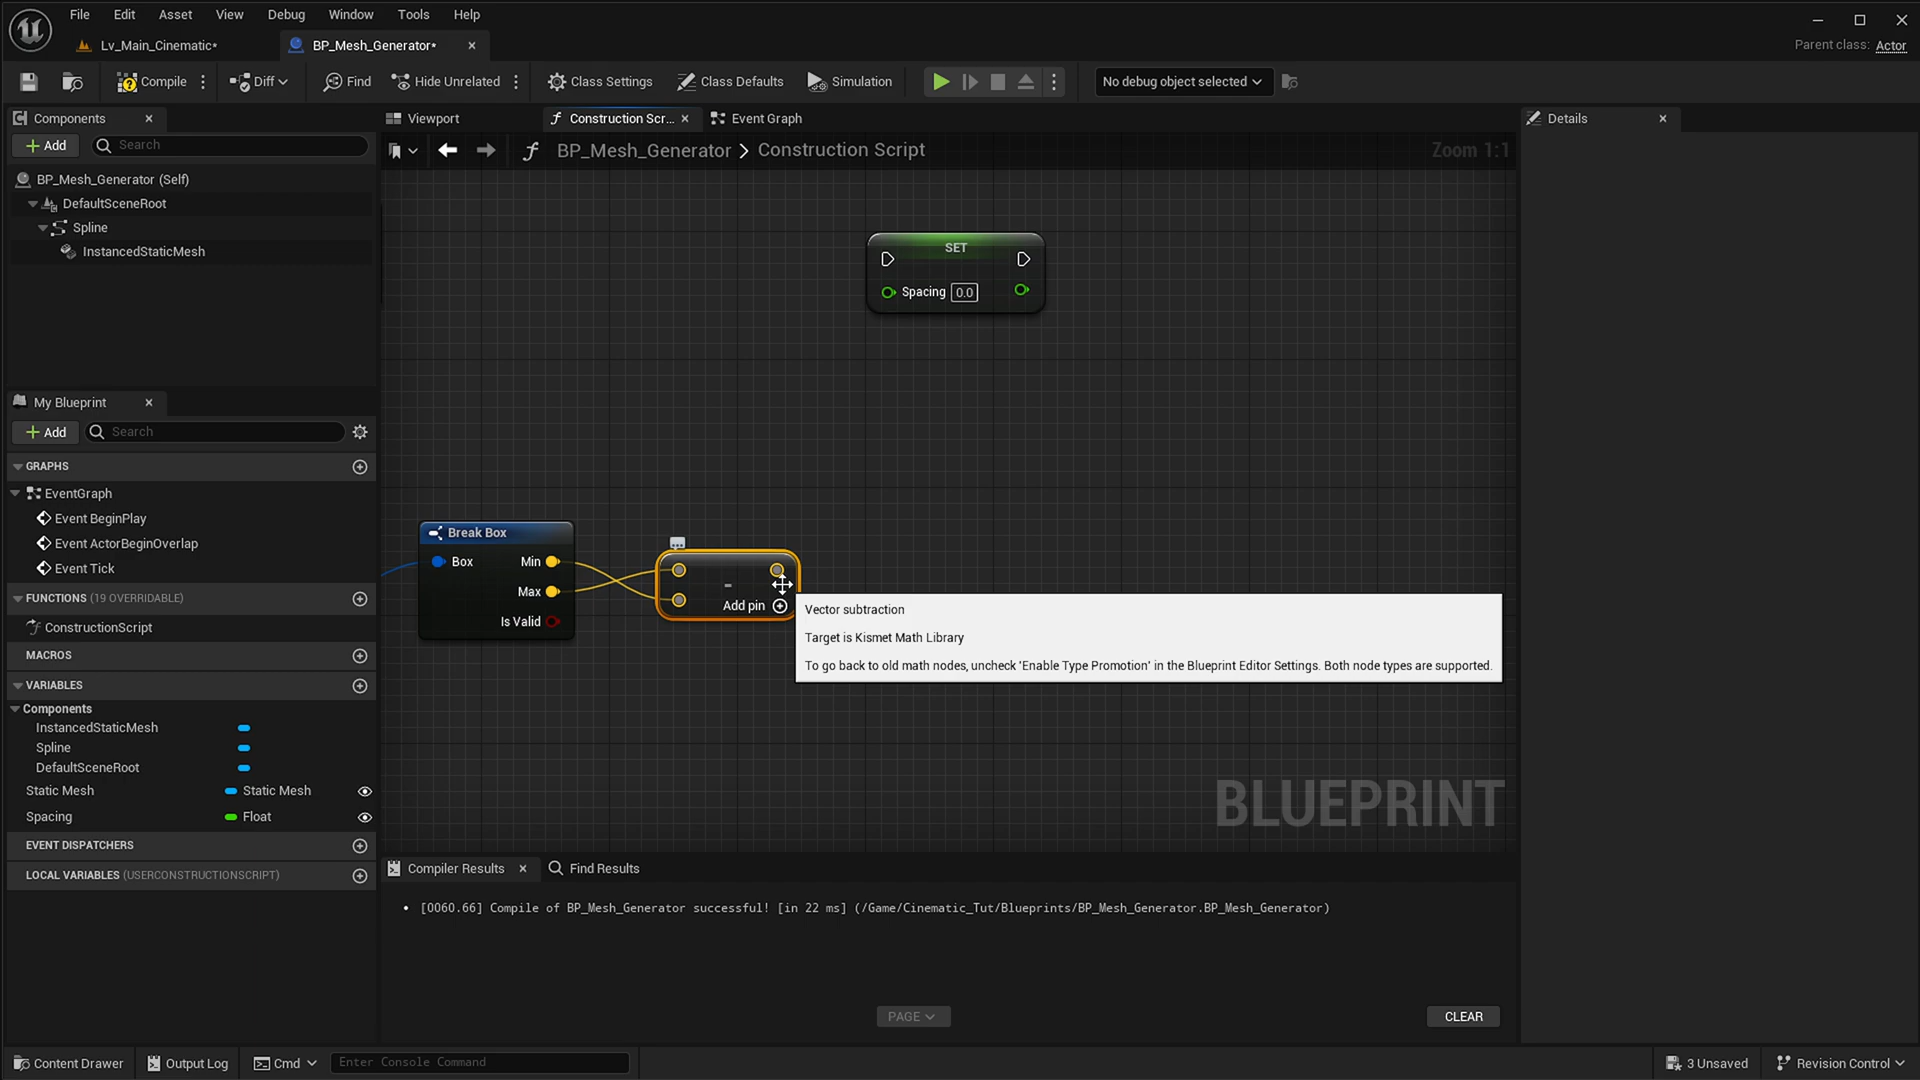 File Edit Asset View Debug Window Tools Help
Lv_Main_Cinematic*
BP_Mesh_Generator*
Parent class: Actor
Compile
Diff
Find
Hide Unrelated
Class Settings
Class Defaults
Simulation
No debug object selected
Components
Add
Search
BP_Mesh_Generator (Self)
DefaultSceneRoot
Spline
InstancedStaticMesh
My Blueprint
Add
Search
GRAPHS
EventGraph
Event BeginPlay
Event ActorBeginOverlap
Event Tick
FUNCTIONS (19 OVERRIDABLE)
ConstructionScript
MACROS
VARIABLES
Components
InstancedStaticMesh
Spline
DefaultSceneRoot
Static Mesh Static Mesh
Spacing Float
EVENT DISPATCHERS
LOCAL VARIABLES (USERCONSTRUCTIONSCRIPT)
Viewport
Construction Scr...
Event Graph
BP_Mesh_Generator > Construction Script
Zoom 1:1
SET
Spacing 0.0
Break Box
Box Min
Max
Is Valid
-
Add pin
Vector subtraction
Target is Kismet Math Library
To go back to old math nodes, uncheck 'Enable Type Promotion' in the Blueprint Editor Settings. Both node types are supported.
BLUEPRINT
Compiler Results
Find Results
[0060.66] Compile of BP_Mesh_Generator successful! [in 22 ms] (/Game/Cinematic_Tut/Blueprints/BP_Mesh_Generator.BP_Mesh_Generator)
PAGE
CLEAR
Details
Content Drawer
Output Log
Cmd
Enter Console Command
3 Unsaved
Revision Control